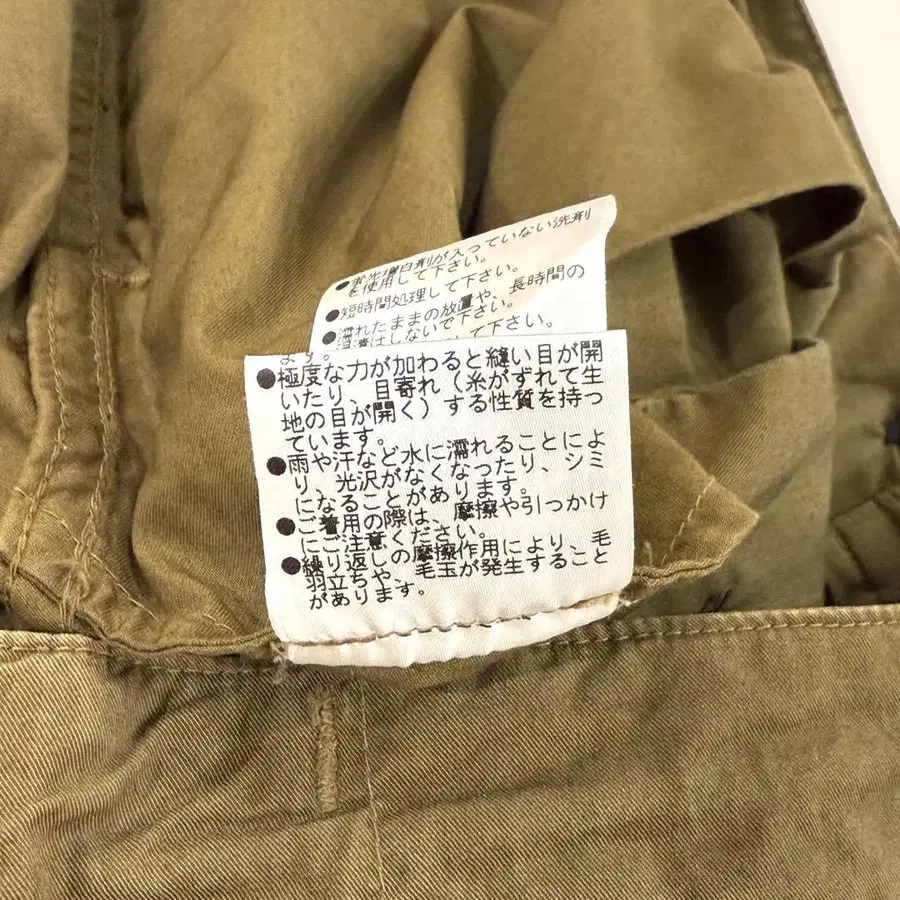 ●蛍光増白剤が入っていない洗剤
を使用して下さい。
●短時間処理して下さい。
●濡れたままの放置や、長時間の
はしないで下さい。
て下さい。
ます。
●極度な力が加わると縫い目が開
いたり、目寄れ（糸がずれて生
地の目が開く）する性質を持っ
ています。
●雨や汗など水に濡れることによ
り、光沢がなくなったり、シミ
になることがあります。
●ご着用の際は、摩擦や引っかけ
にご注意ください。
●繰り返しの摩擦作用により、毛
羽立ちや、毛玉が発生すること
があります。